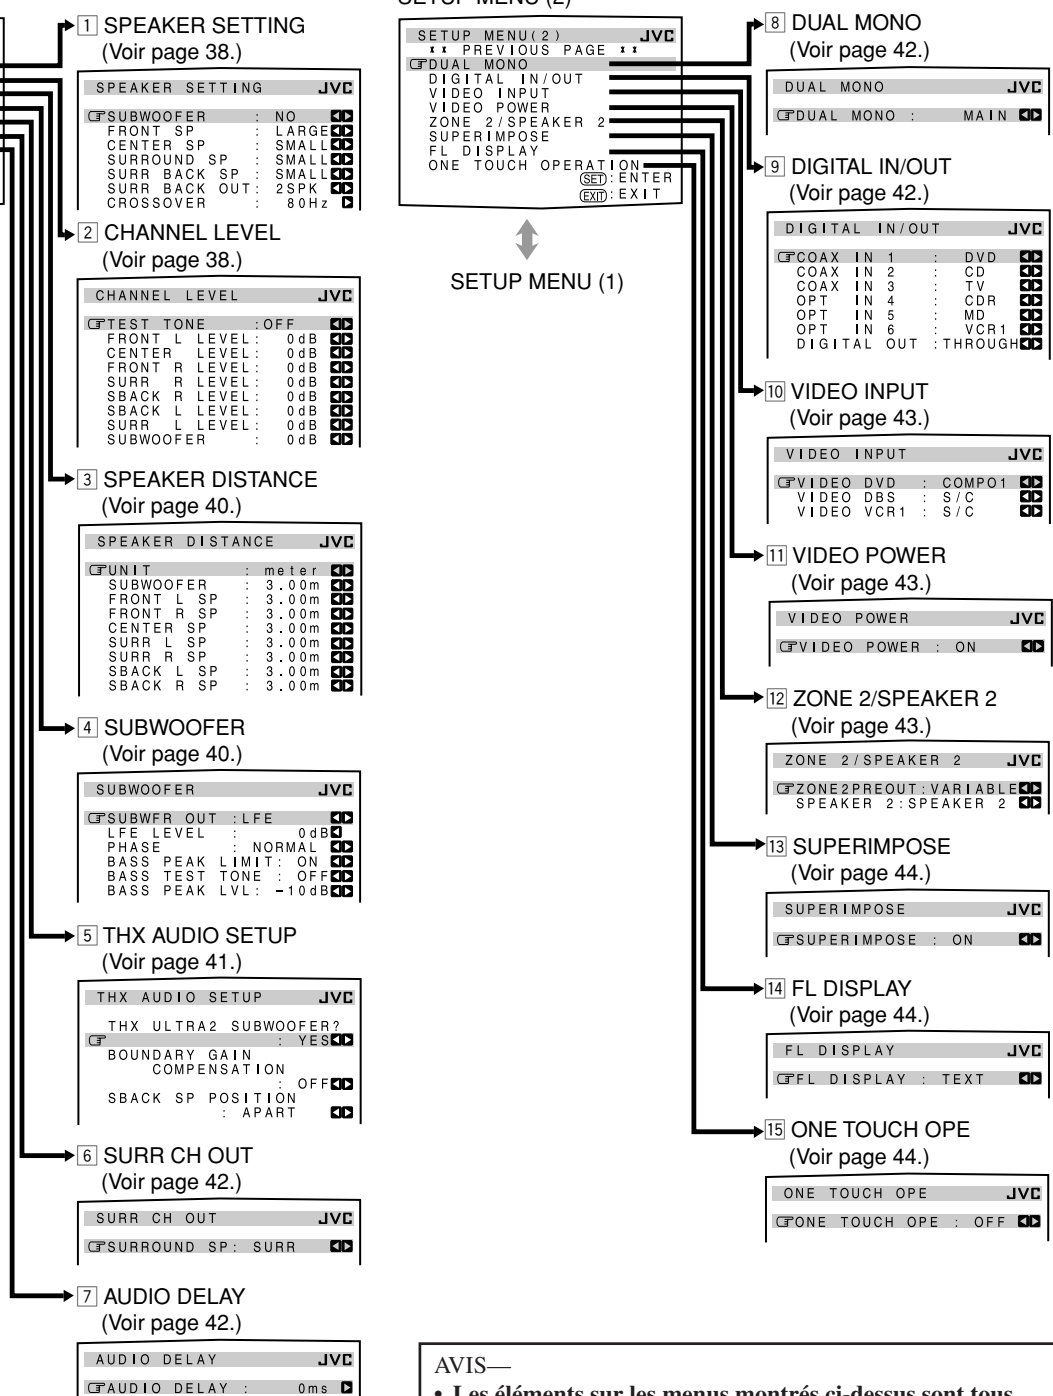 1 SPEAKER SETTING
(Voir page 38.)
SPEAKER SETTING JVC
SUBWOOFER : NO
FRONT SP : LARGE
CENTER SP : SMALL
SURROUND SP : SMALL
SURR BACK SP : SMALL
SURR BACK OUT : 2SPK
CROSSOVER : 80Hz
2 CHANNEL LEVEL
(Voir page 38.)
CHANNEL LEVEL JVC
TEST TONE :OFF
FRONT L LEVEL: 0dB
CENTER LEVEL: 0dB
FRONT R LEVEL: 0dB
SURR R LEVEL: 0dB
SBACK R LEVEL: 0dB
SBACK L LEVEL: 0dB
SURR L LEVEL: 0dB
SUBWOOFER : 0dB
3 SPEAKER DISTANCE
(Voir page 40.)
SPEAKER DISTANCE JVC
UNIT : meter
SUBWOOFER : 3.00m
FRONT L SP : 3.00m
FRONT R SP : 3.00m
CENTER SP : 3.00m
SURR L SP : 3.00m
SURR R SP : 3.00m
SBACK L SP : 3.00m
SBACK R SP : 3.00m
4 SUBWOOFER
(Voir page 40.)
SUBWOOFER JVC
SUBWFR OUT :LFE
LFE LEVEL : 0dB
PHASE : NORMAL
BASS PEAK LIMIT: ON
BASS TEST TONE : OFF
BASS PEAK LVL: -10dB
5 THX AUDIO SETUP
(Voir page 41.)
THX AUDIO SETUP JVC
THX ULTRA2 SUBWOOFER?
: YES
BOUNDARY GAIN
COMPENSATION
: OFF
SBACK SP POSITION
: APART
6 SURR CH OUT
(Voir page 42.)
SURR CH OUT JVC
SURROUND SP: SURR
7 AUDIO DELAY
(Voir page 42.)
AUDIO DELAY JVC
AUDIO DELAY : 0ms
SETUP MENU (2)
SETUP MENU(2) JVC
PREVIOUS PAGE
DUAL MONO
DIGITAL IN/OUT
VIDEO INPUT
VIDEO POWER
ZONE 2/SPEAKER 2
SUPERIMPOSE
FL DISPLAY
ONE TOUCH OPERATION
SET:ENTER
EXIT:EXIT
SETUP MENU (1)
8 DUAL MONO
(Voir page 42.)
DUAL MONO JVC
DUAL MONO : MAIN
9 DIGITAL IN/OUT
(Voir page 42.)
DIGITAL IN/OUT JVC
COAX IN 1 : DVD
COAX IN 2 : CD
COAX IN 3 : TV
OPT IN 4 : CDR
OPT IN 5 : MD
OPT IN 6 : VCR1
DIGITAL OUT :THROUGH
10 VIDEO INPUT
(Voir page 43.)
VIDEO INPUT JVC
VIDEO DVD : COMPO1
VIDEO DBS : S/C
VIDEO VCR1 : S/C
11 VIDEO POWER
(Voir page 43.)
VIDEO POWER JVC
VIDEO POWER : ON
12 ZONE 2/SPEAKER 2
(Voir page 43.)
ZONE 2/SPEAKER 2 JVC
ZONE2PREOUT:VARIABLE
SPEAKER 2:SPEAKER 2
13 SUPERIMPOSE
(Voir page 44.)
SUPERIMPOSE JVC
SUPERIMPOSE : ON
14 FL DISPLAY
(Voir page 44.)
FL DISPLAY JVC
FL DISPLAY : TEXT
15 ONE TOUCH OPE
(Voir page 44.)
ONE TOUCH OPE JVC
ONE TOUCH OPE : OFF
AVIS—
• Les éléments sur les menus montrés ci-dessus sont tous